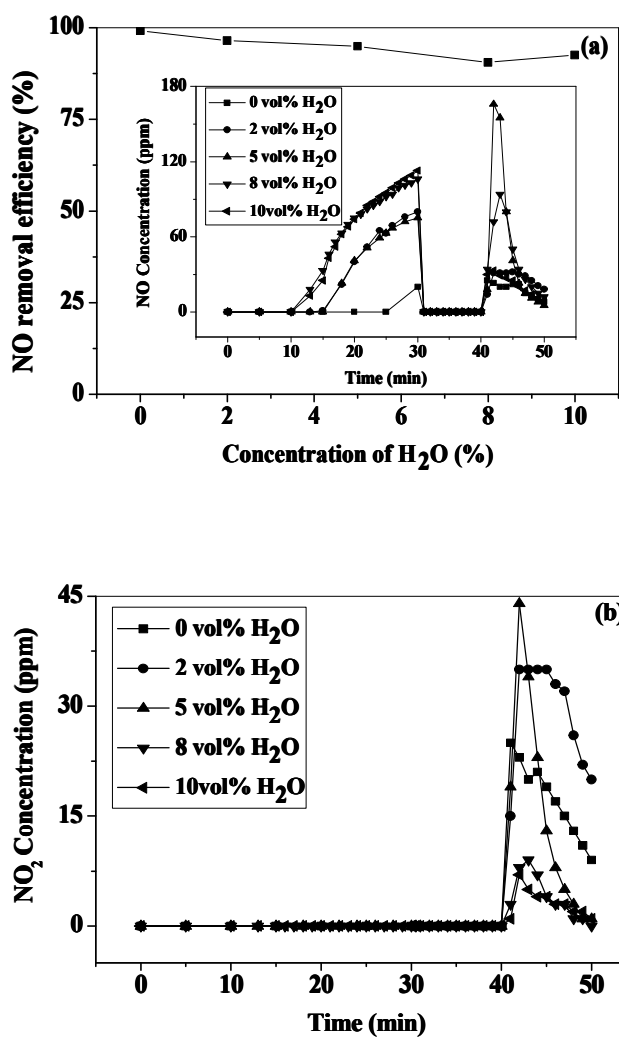 (a)
NO removal efficiency (%)
100
75
50
25
0
0 2 4 6 8 10
Concentration of H2O (%)
NO Concentration (ppm)
180
120
60
0
0 vol% H2O
2 vol% H2O
5 vol% H2O
8 vol% H2O
10vol% H2O
0 10 20 30 40 50
Time (min)
(b)
NO2 Concentration (ppm)
45
30
15
0
0 vol% H2O
2 vol% H2O
5 vol% H2O
8 vol% H2O
10vol% H2O
0 10 20 30 40 50
Time (min)